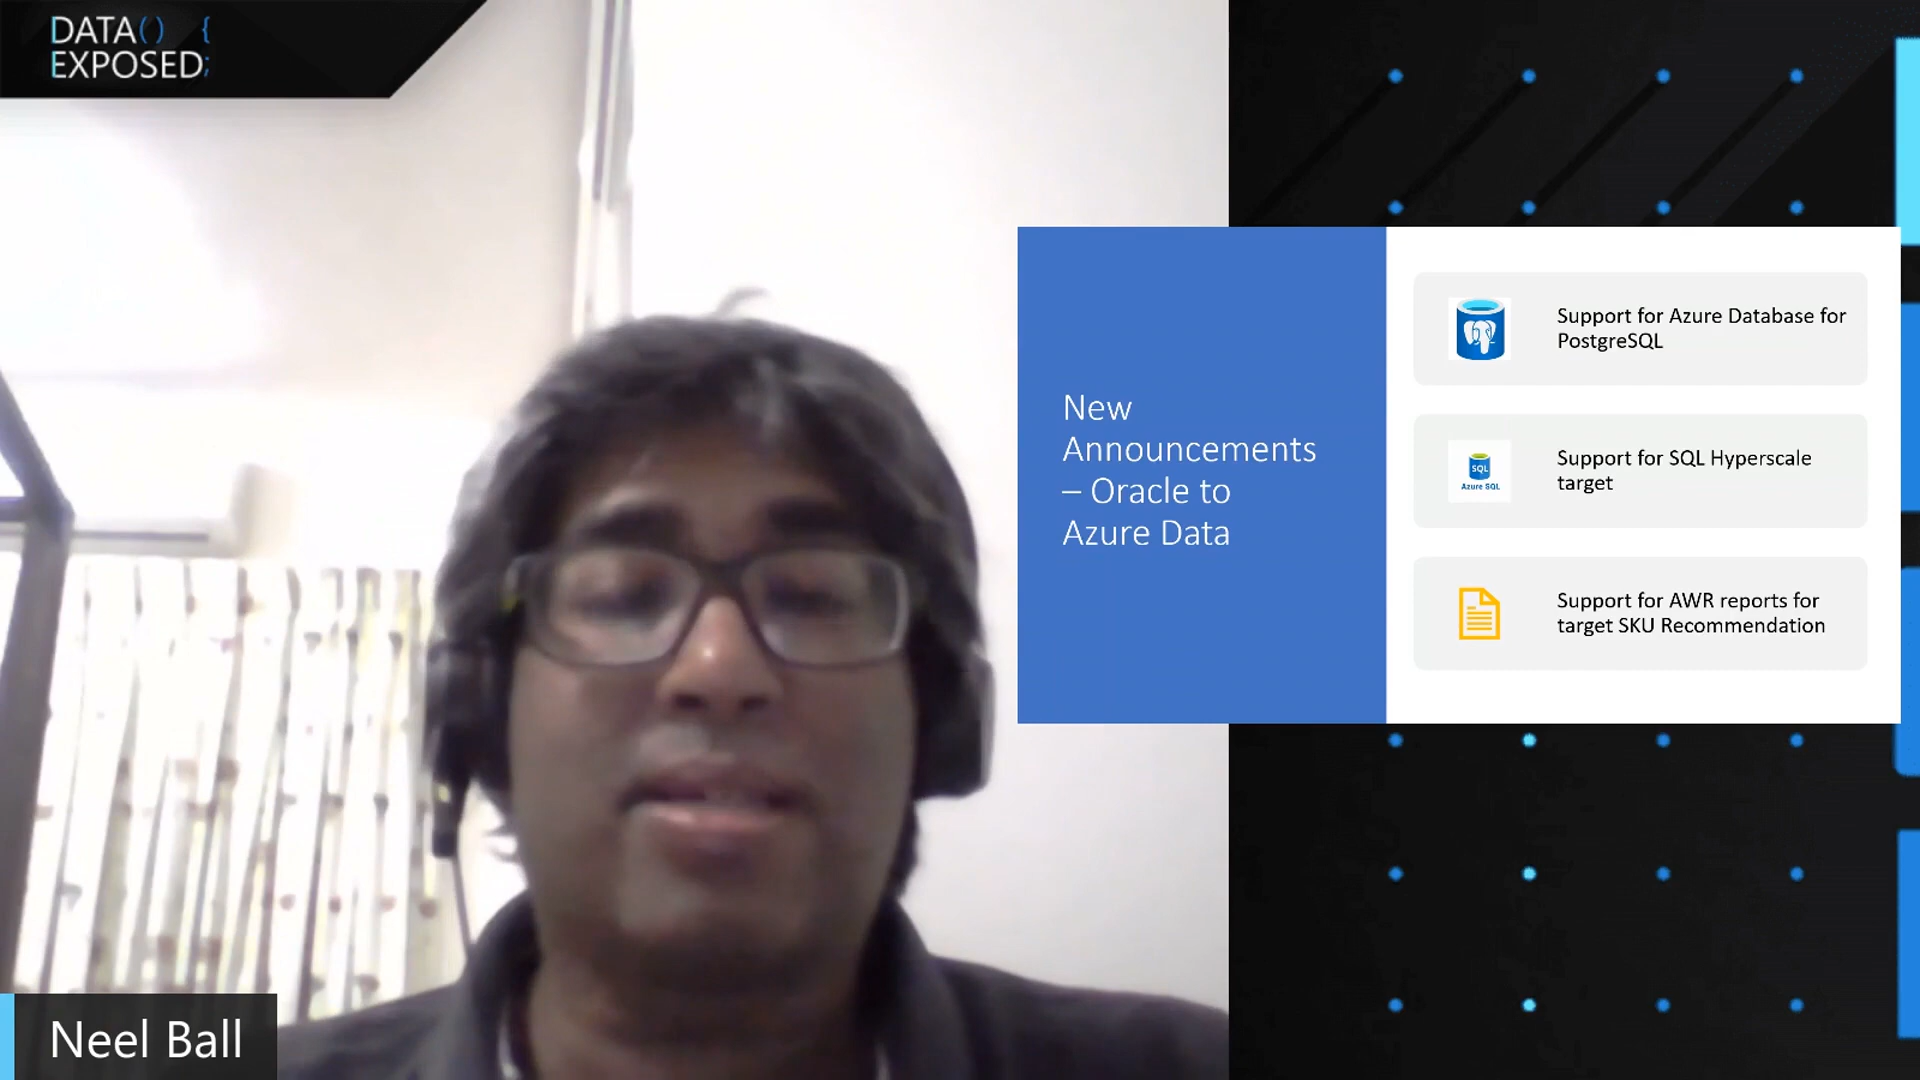 DATA() {
EXPOSED;
New
Announcements
– Oracle to
Azure Data
Support for Azure Database for
PostgreSQL
SQL
Azure SQL
Support for SQL Hyperscale
target
Support for AWR reports for
target SKU Recommendation
Neel Ball